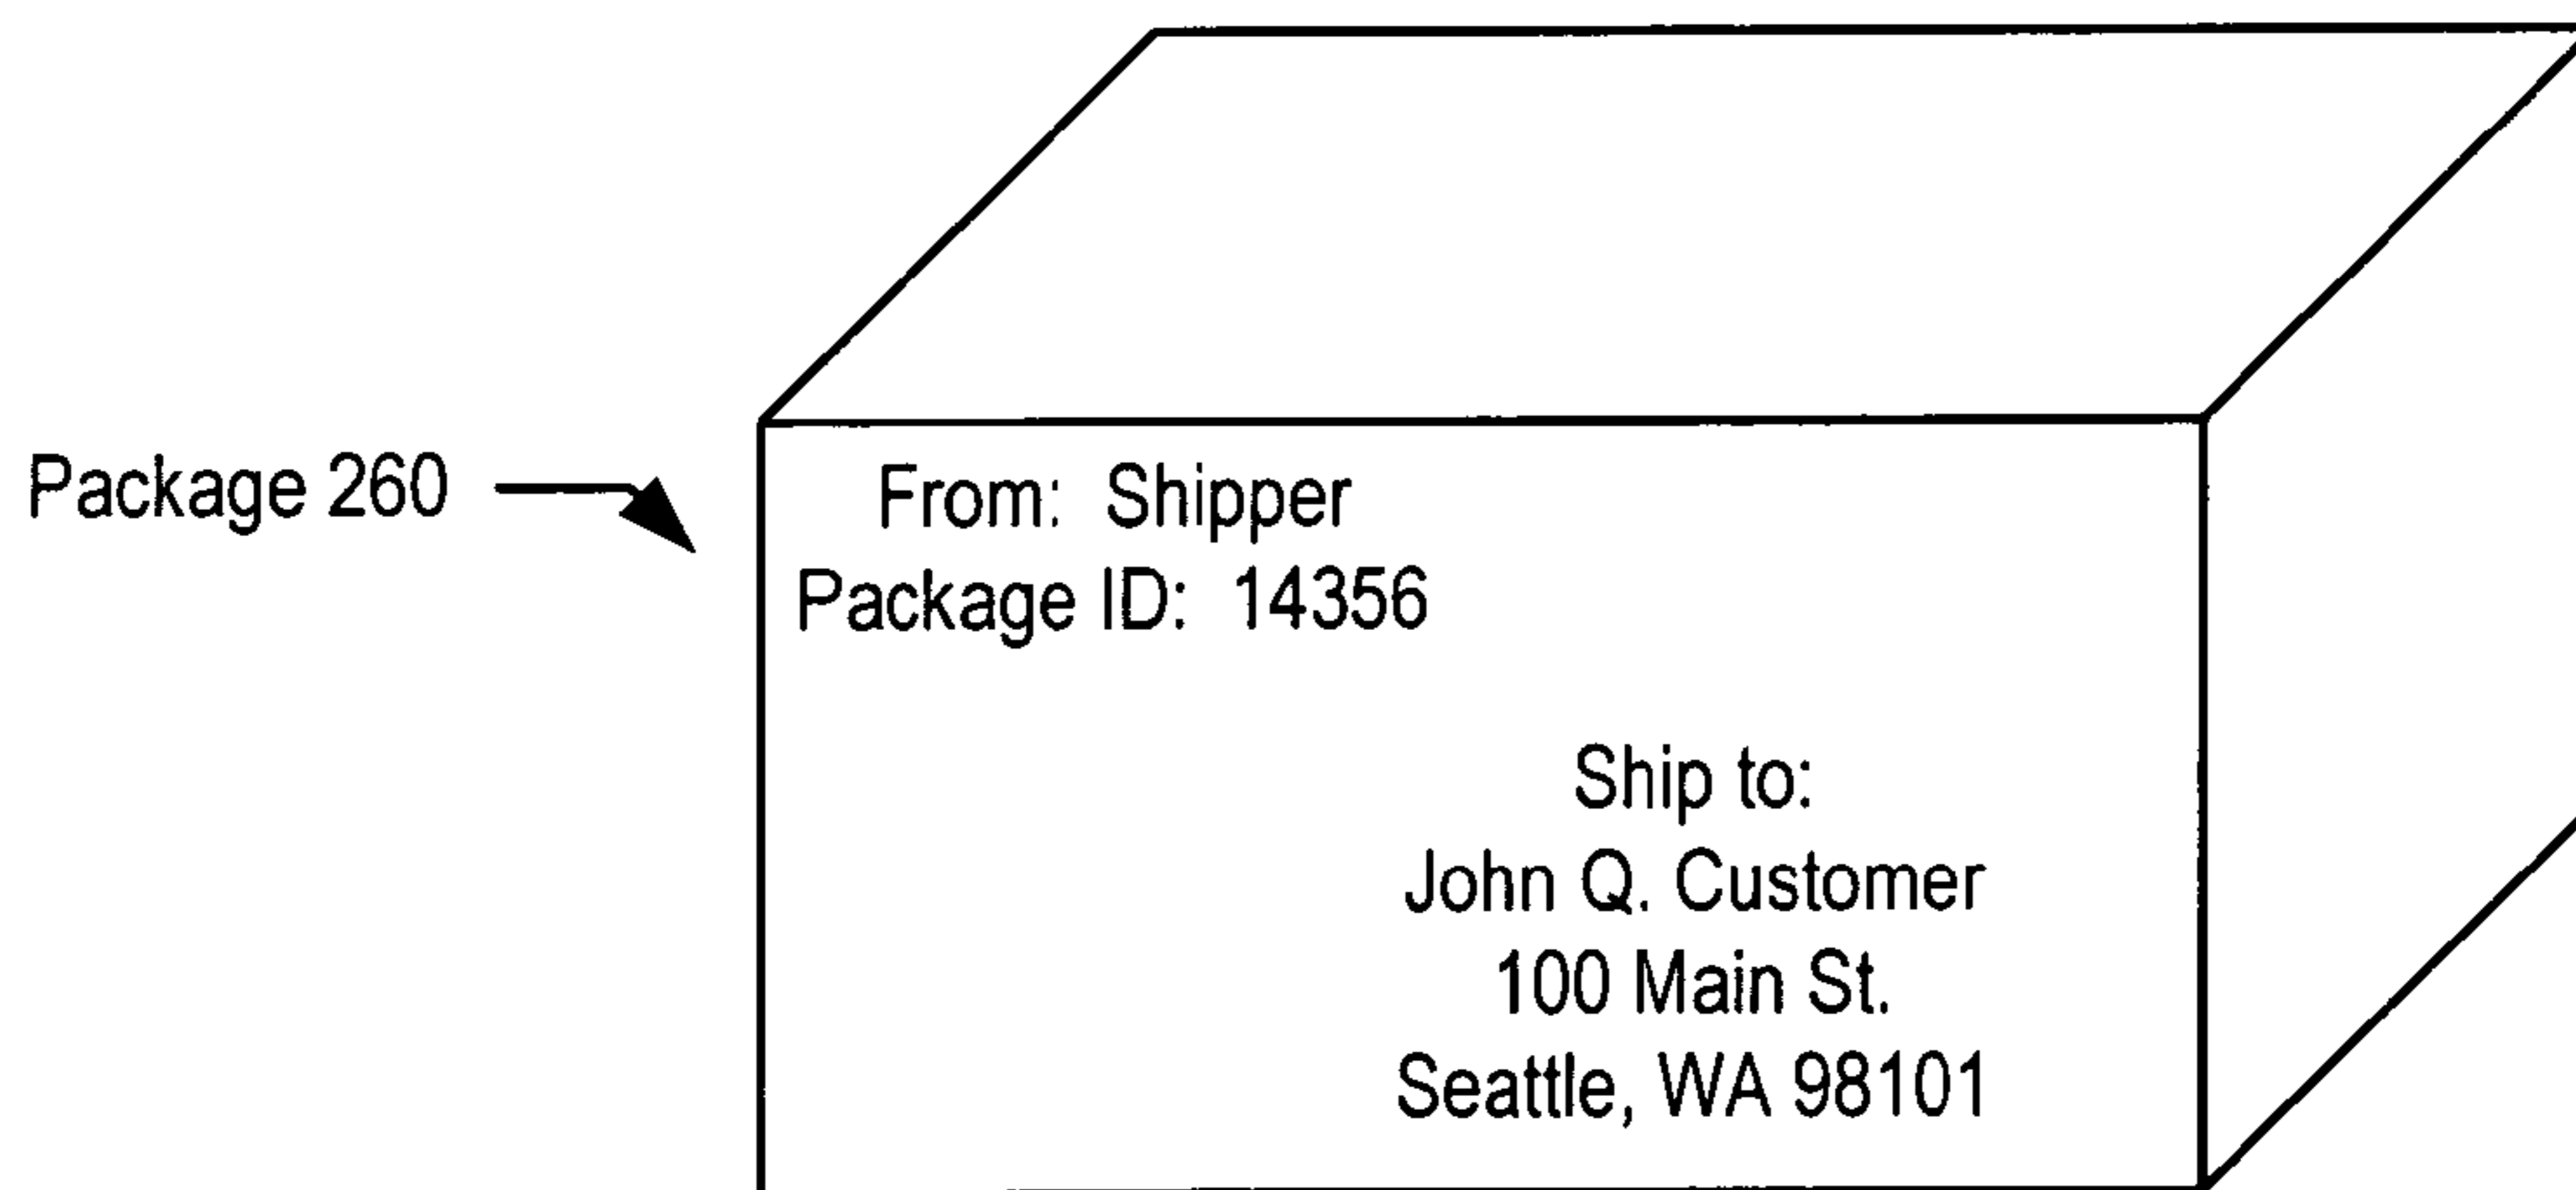 Package 260
From: Shipper
Package ID: 14356
Ship to:
John Q. Customer
100 Main St.
Seattle, WA 98101